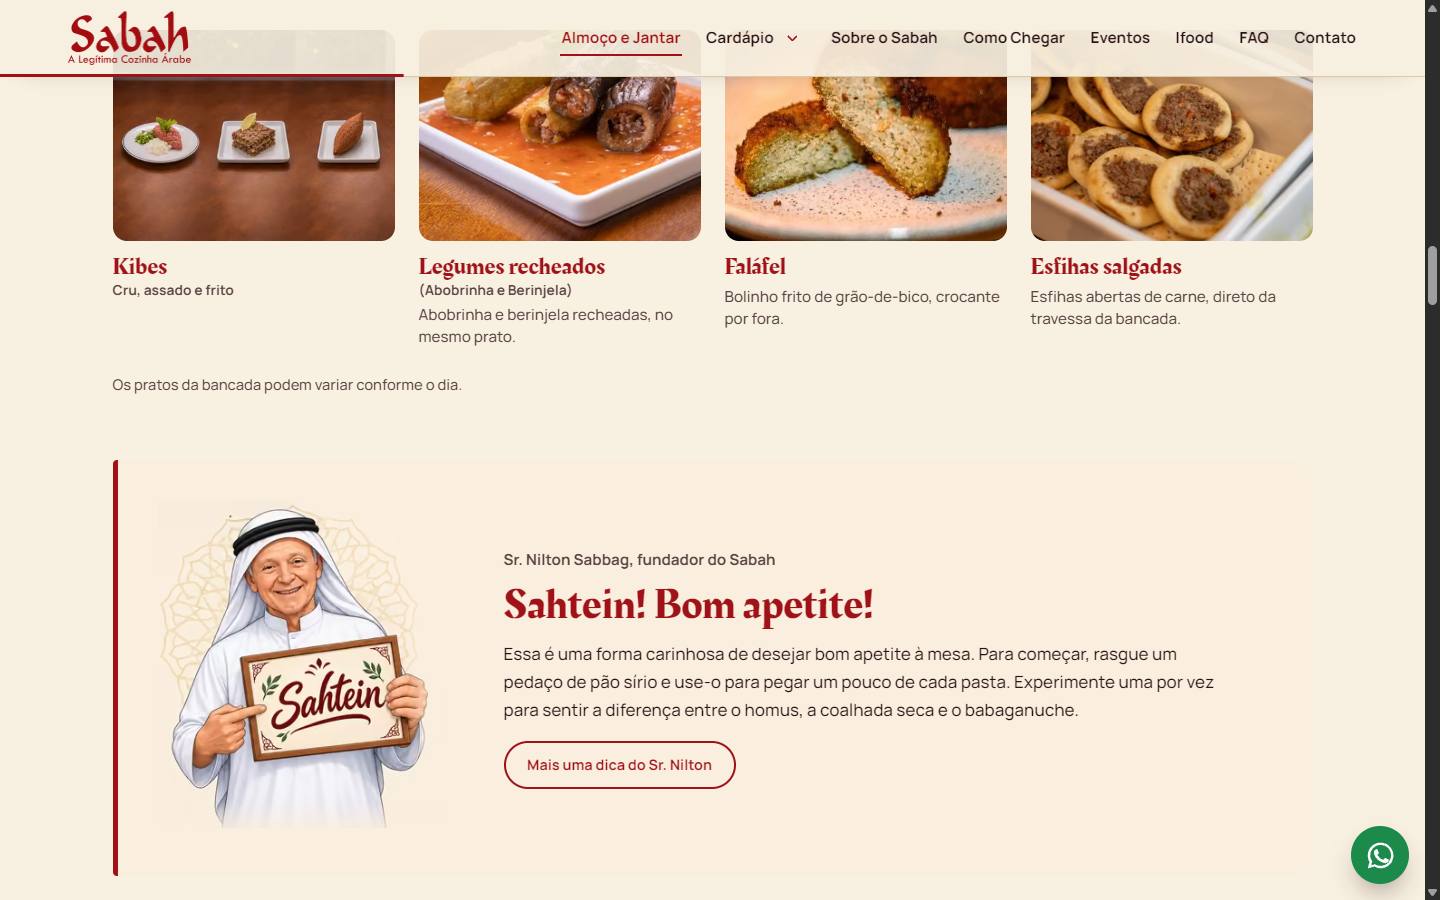 Sabah
A Legítima Cozinha Árabe
Almoço e Jantar
Cardápio
Sobre o Sabah
Como Chegar
Eventos
Ifood
FAQ
Contato
Kibes
Cru, assado e frito
Legumes recheados
(Abobrinha e Berinjela)
Abobrinha e berinjela recheadas, no
mesmo prato.
Faláfel
Bolinho frito de grão-de-bico, crocante
por fora.
Esfihas salgadas
Esfihas abertas de carne, direto da
travessa da bancada.
Os pratos da bancada podem variar conforme o dia.
Sahtein
Sr. Nilton Sabbag, fundador do Sabah
Sahtein! Bom apetite!
Essa é uma forma carinhosa de desejar bom apetite à mesa. Para começar, rasgue um
pedaço de pão sírio e use-o para pegar um pouco de cada pasta. Experimente uma por vez
para sentir a diferença entre o homus, a coalhada seca e o babaganuche.
Mais uma dica do Sr. Nilton